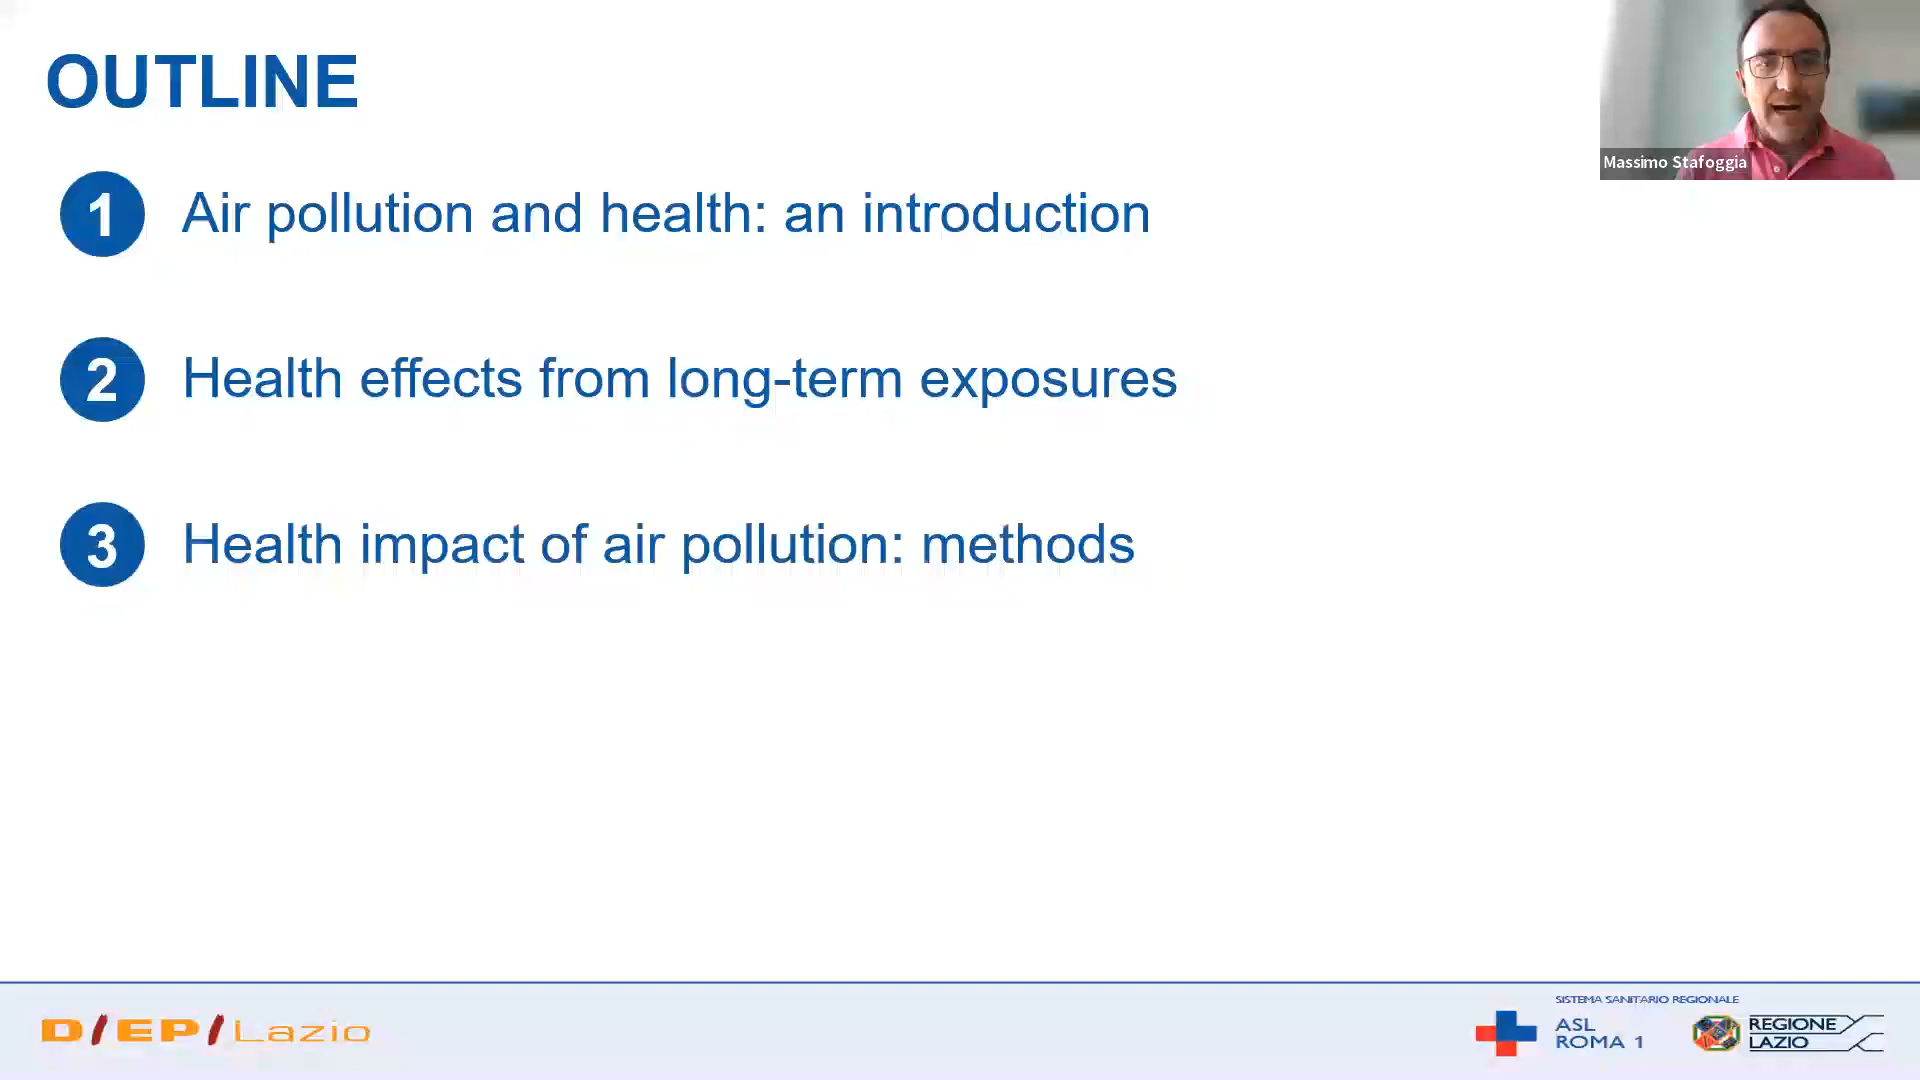 OUTLINE
1 Air pollution and health: an introduction
2 Health effects from long-term exposures
3 Health impact of air pollution: methods
Massimo Stafoggia
D/EP/Lazio
SISTEMA SANITARIO REGIONALE
ASL
ROMA 1
REGIONE
LAZIO